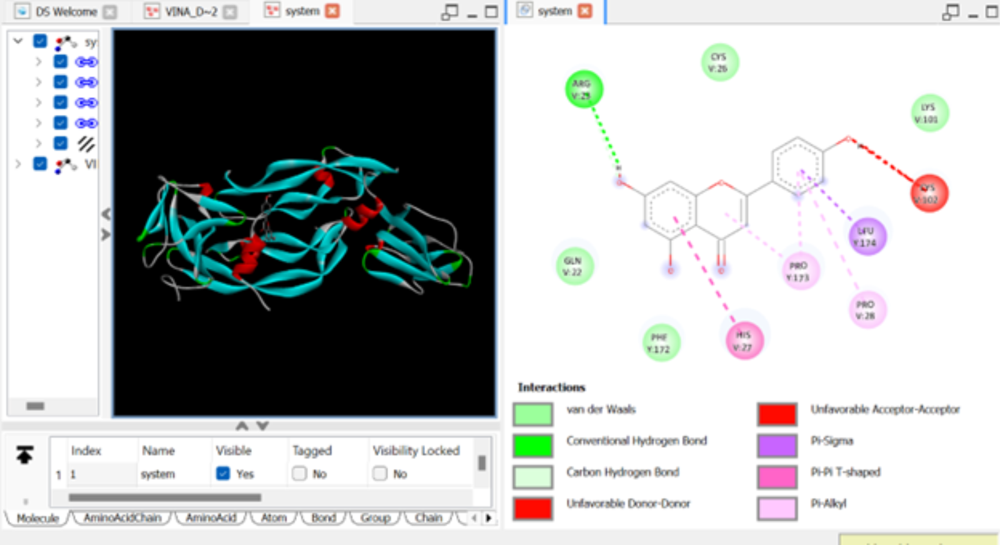 DS Welcome
VINA_D~2
system
system
sy
VI
CYS
V:26
ARG
V:25
LYS
V:101
V:102
LEU
Y:174
GLN
V:22
PRO
Y:173
PRO
V:28
PHE
Y:172
HIS
V:27
H
O
O
O
H
O
O
Interactions
van der Waals
Conventional Hydrogen Bond
Carbon Hydrogen Bond
Unfavorable Donor-Donor
Unfavorable Acceptor-Acceptor
Pi-Sigma
Pi-Pi T-shaped
Pi-Alkyl
Index Name Visible Tagged Visibility Locked
1 1 system Yes No No
Molecule AminoAcidChain AminoAcid Atom Bond Group Chain